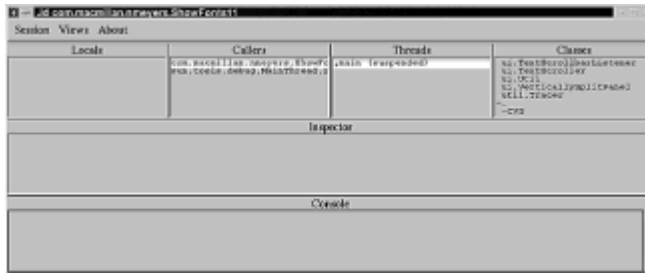 jd com.macmillan.nmeyers.ShowFonts11
Session Views About
Locals Callers Threads Classes
com.macmillan.nmeyers.ShowFo
sun.tools.debug.MainThread.r
main (suspended)
ui.TextScrollbarListener
ui.TextScroller
ui.Util
ui.VerticallySplitPanel
util.Tracer
Inspector
Console